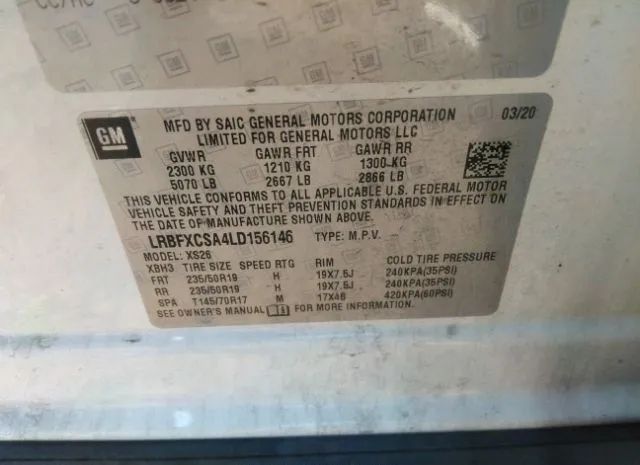 GM
MFD BY SAIC GENERAL MOTORS CORPORATION 03/20
LIMITED FOR GENERAL MOTORS LLC
GVWR GAWR FRT GAWR RR
2300 KG 1210 KG 1300 KG
5070 LB 2667 LB 2866 LB
THIS VEHICLE CONFORMS TO ALL APPLICABLE U.S. FEDERAL MOTOR
VEHICLE SAFETY AND THEFT PREVENTION STANDARDS IN EFFECT ON
THE DATE OF MANUFACTURE SHOWN ABOVE.
LRBFXCSA4LD156146 TYPE: M.P.V.
MODEL: XS26
XBH3 TIRE SIZE SPEED RTG RIM COLD TIRE PRESSURE
FRT 235/50R19 H 19X7.5J 240KPA(35PSI)
RR 235/50R19 H 19X7.5J 240KPA(35PSI)
SPA T145/70R17 M 17X4B 420KPA(60PSI)
SEE OWNER'S MANUAL FOR MORE INFORMATION.